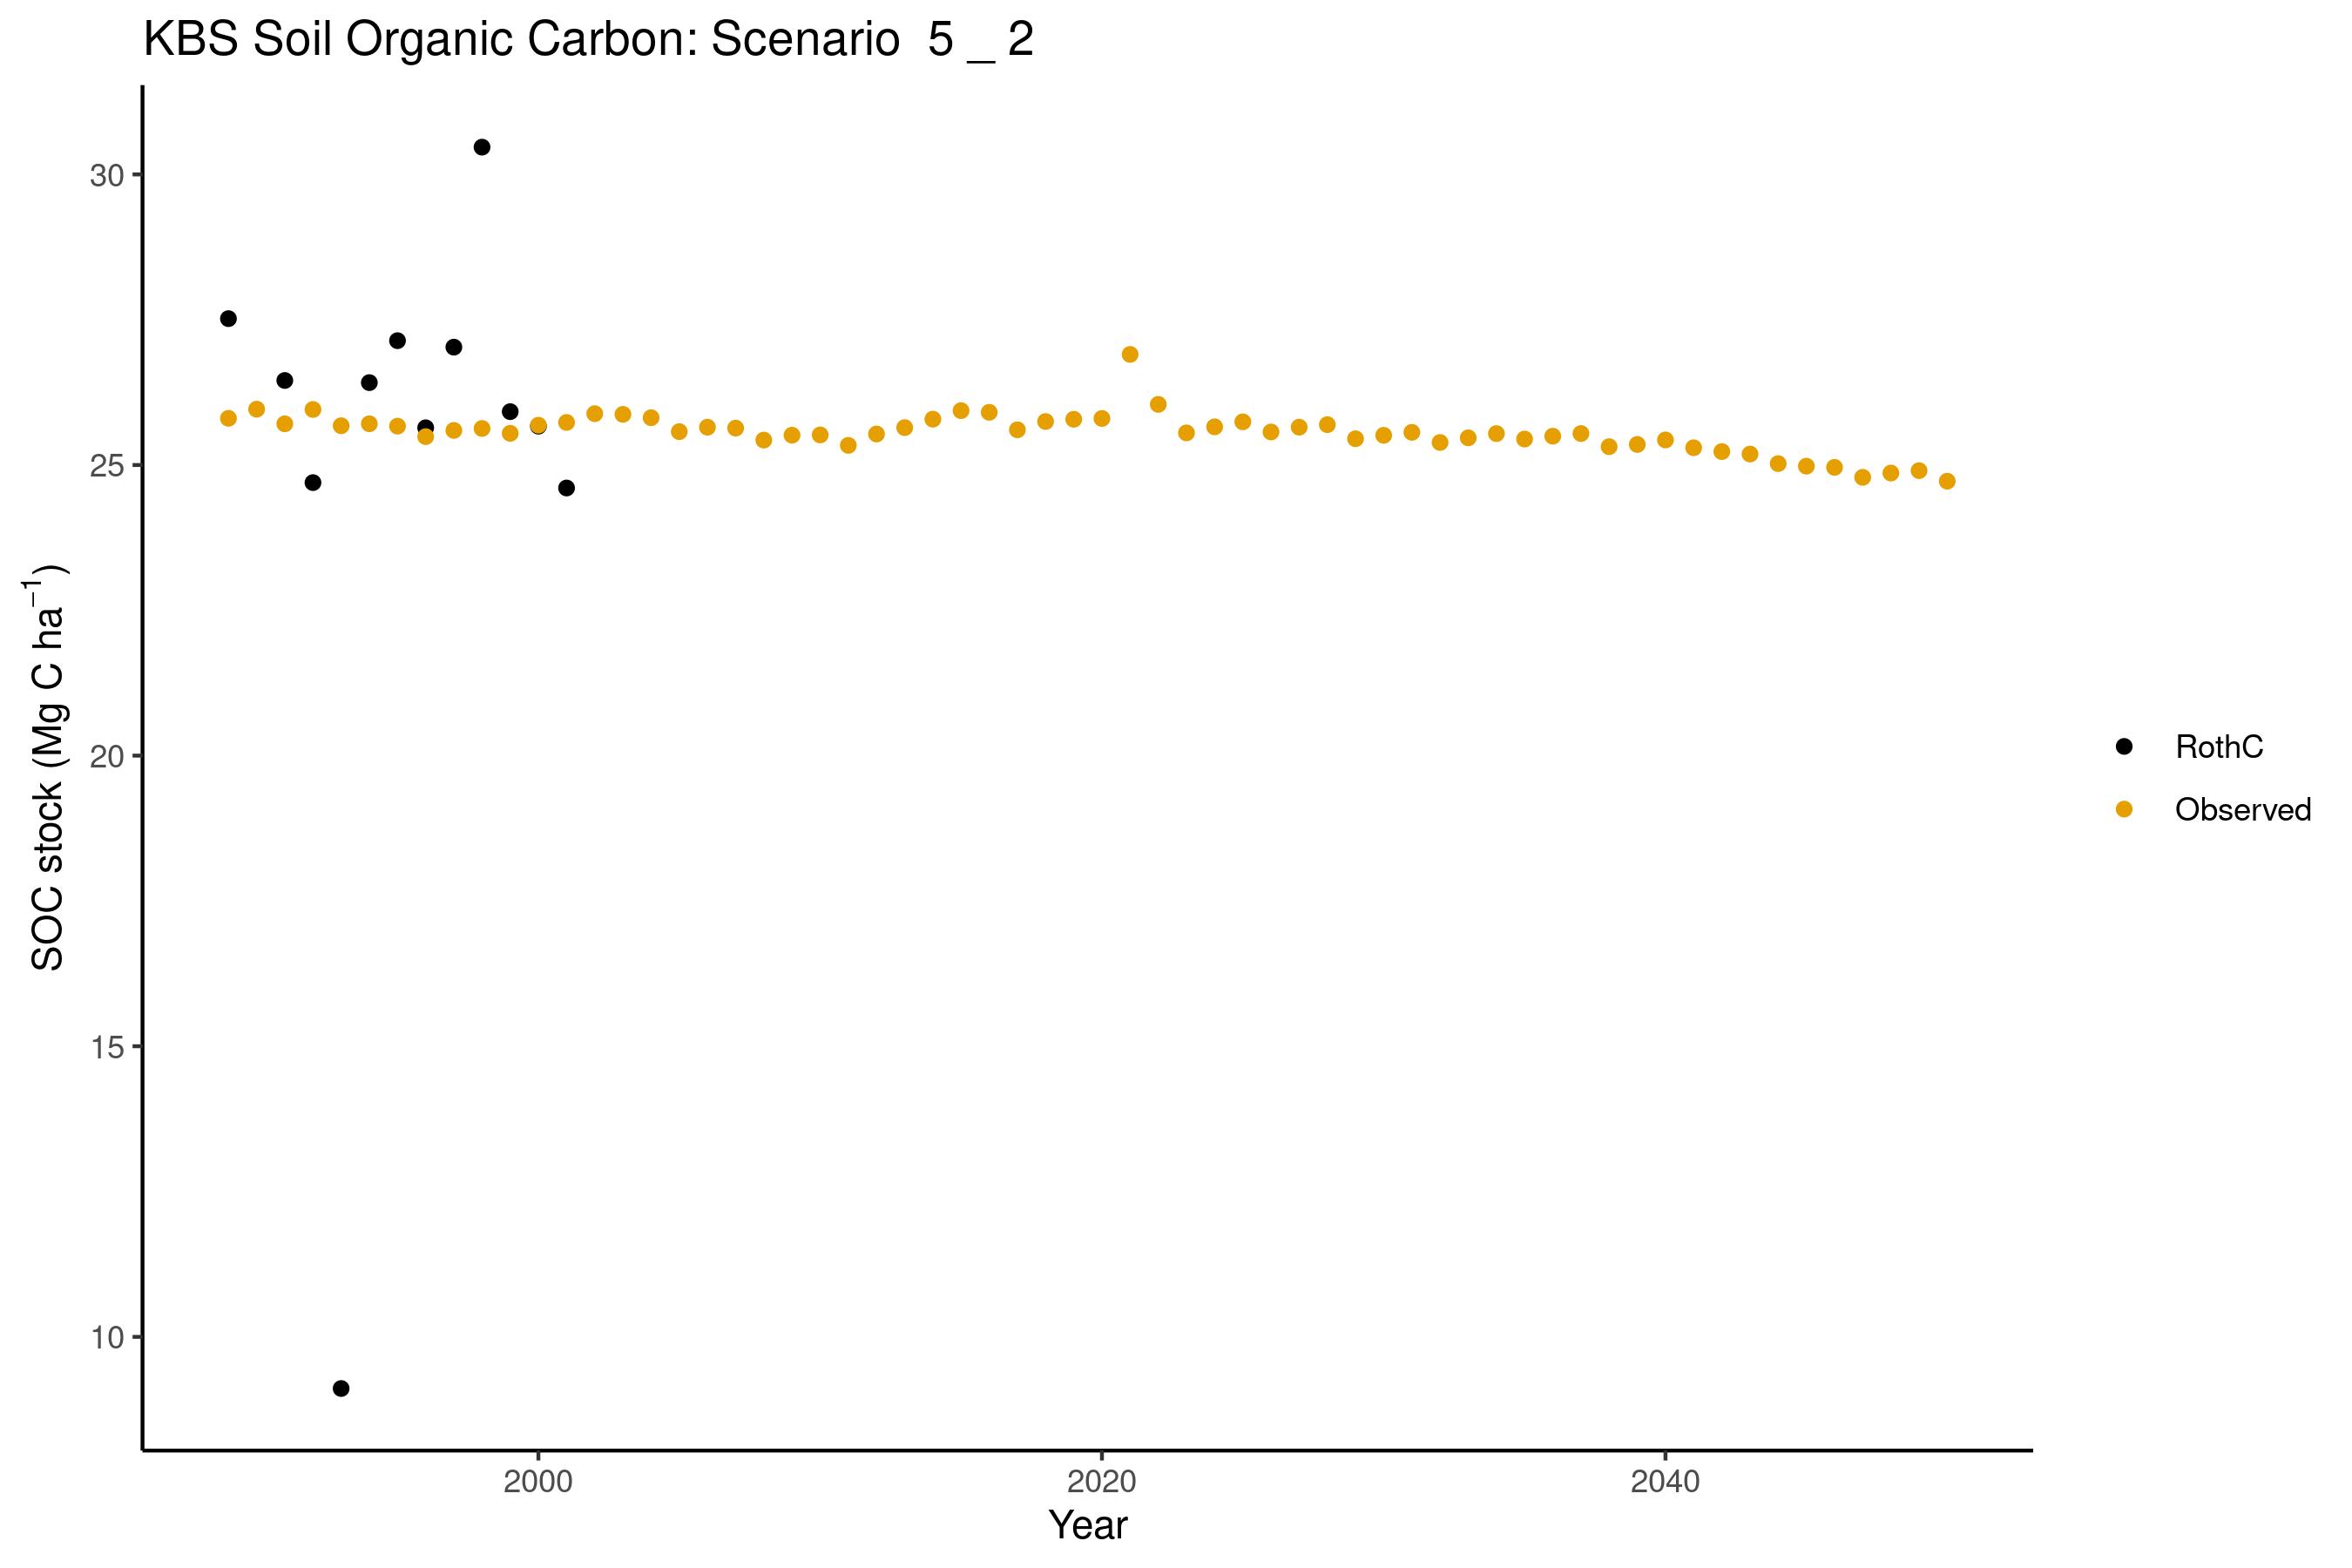 KBS Soil Organic Carbon: Scenario 5 _ 2
SOC stock (Mg C ha⁻¹)
30
25
20
15
10
2000 2020 2040
Year
RothC
Observed